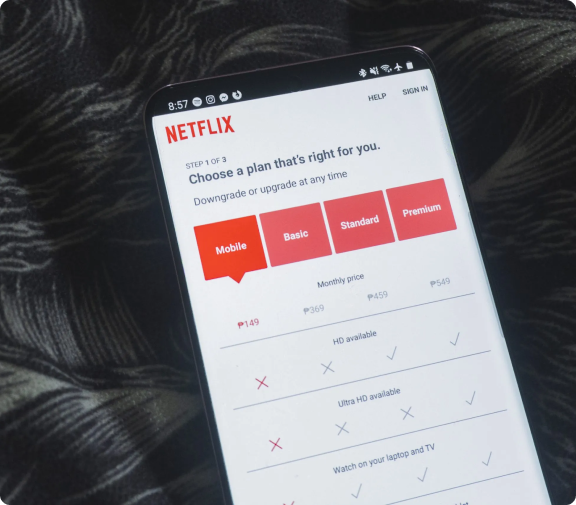 8:57
HELP SIGN IN
NETFLIX
STEP 1 OF 3
Choose a plan that's right for you.
Downgrade or upgrade at any time
Mobile Basic Standard Premium
Monthly price
₱149 ₱369 ₱459 ₱549
HD available
Ultra HD available
Watch on your laptop and TV